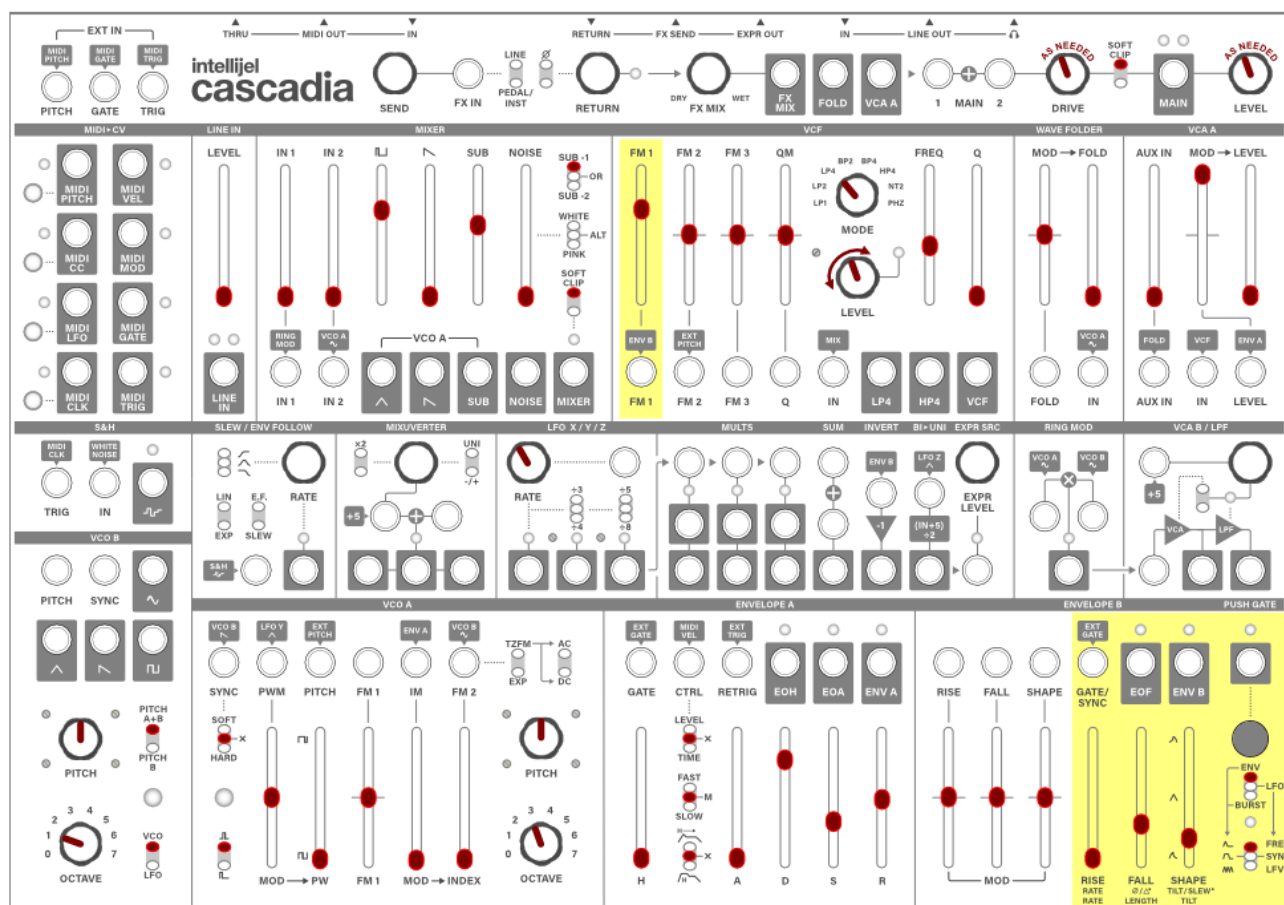 EXT IN
MIDI PITCH
MIDI GATE
MIDI TRIG
PITCH GATE TRIG
THRU MIDI OUT IN RETURN FX SEND EXPR OUT IN LINE OUT
intellijel
cascadia
SEND
FX IN
LINE
PEDAL/
INST
Ø
RETURN
DRY WET
FX MIX
FX
MIX
FOLD
VCA A
1 MAIN 2
AS NEEDED
DRIVE
SOFT
CLIP
MAIN
AS NEEDED
LEVEL
MIDI▸CV LINE IN MIXER VCF WAVE FOLDER VCA A
MIDI
PITCH
MIDI
VEL
MIDI
CC
MIDI
MOD
MIDI
LFO
MIDI
GATE
MIDI
CLK
MIDI
TRIG
LEVEL
LINE
IN
IN 1 IN 2 SUB NOISE
SUB -1
OR
SUB -2
WHITE
ALT
PINK
SOFT
CLIP
RING
MOD
VCO A
VCO A
IN 1 IN 2 SUB NOISE MIXER
FM 1 FM 2 FM 3 QM
LP1
LP2
LP4
BP2
BP4
HP4
NT2
PHZ
MODE
LEVEL
FREQ Q
ENV B
EXT
PITCH
MIX
FM 1 FM 2 FM 3 Q IN LP4 HP4 VCF
MOD → FOLD
VCO A
FOLD IN
AUX IN MOD → LEVEL
FOLD VCF ENV A
AUX IN IN LEVEL
S&H SLEW / ENV FOLLOW MIXUVERTER LFO X / Y / Z MULTS SUM INVERT BI▸UNI EXPR SRC RING MOD VCA B / LPF
MIDI
CLK
WHITE
NOISE
TRIG IN
RATE
LIN
EXP
E.F.
SLEW
S&H
x2
UNI
-/+
+5
RATE
÷3
÷4
÷5
÷8
ENV B
-1
LFO Z
(IN+5)
÷2
EXPR
LEVEL
VCO A
VCO B
+5
VCA
LPF
VCO B
PITCH SYNC
PITCH
PITCH
A+B
PITCH
B
0 1 2 3 4 5 6 7
OCTAVE
VCO
LFO
VCO A ENVELOPE A ENVELOPE B PUSH GATE
VCO B
LFO Y
EXT
PITCH
ENV A
VCO B
SYNC PWM PITCH FM 1 IM FM 2
TZFM
EXP
AC
DC
SOFT
X
HARD
MOD → PW FM 1 MOD → INDEX
PITCH
0 1 2 3 4 5 6 7
OCTAVE
EXT
GATE
MIDI
VEL
EXT
TRIG
GATE CTRL RETRIG EOH EOA ENV A
LEVEL
X
TIME
FAST
M
SLOW
H
X
H
H A D S R
RISE FALL SHAPE
MOD
EXT
GATE
GATE/
SYNC
EOF
ENV B
ENV
LFO
BURST
FRE
SYN
LFV
RISE FALL SHAPE
RATE Ø/ TILT/SLEW*
RATE LENGTH TILT